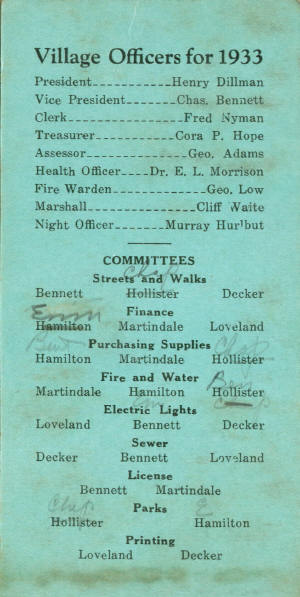 Village Officers for 1933
President Henry Dillman
Vice President Chas. Bennett
Clerk Fred Nyman
Treasurer Cora P. Hope
Assessor Geo. Adams
Health Officer Dr. E. L. Morrison
Fire Warden Geo. Low
Marshall Cliff Waite
Night Officer Murray Hurlbut
COMMITTEES
Streets and Walks
Chap
Bennett Hollister Decker
Finance
Hamilton Martindale Loveland
Purchasing Supplies
Chap
Hamilton Martindale Hollister
Fire and Water
Martindale Hamilton Hollister
Electric Lights
Loveland Bennett Decker
Sewer
Decker Bennett Loveland
License
Bennett Martindale
Parks
Chap E
Hollister Hamilton
Printing
Loveland Decker